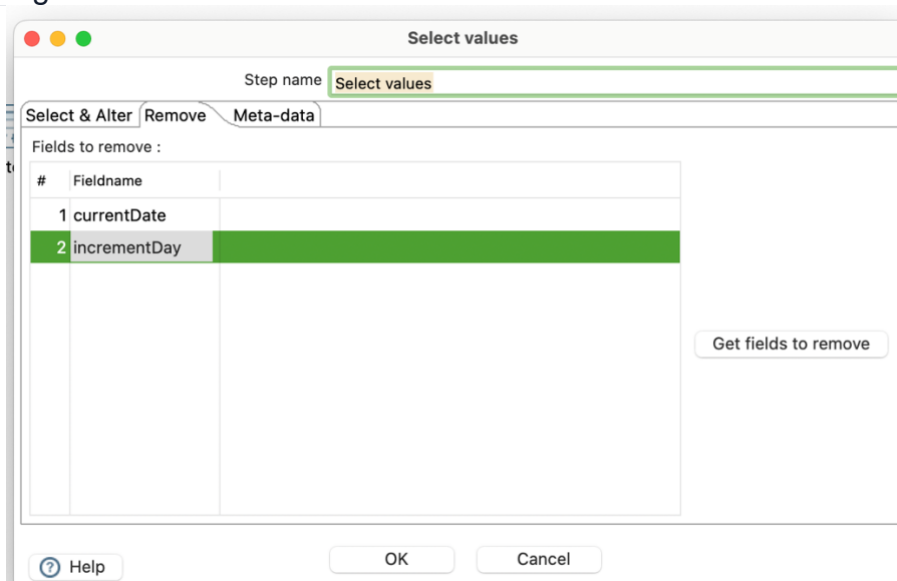 Select values
Step name Select values
Select & Alter Remove Meta-data
Fields to remove :
# Fieldname
1 currentDate
2 incrementDay
Get fields to remove
OK Cancel
Help